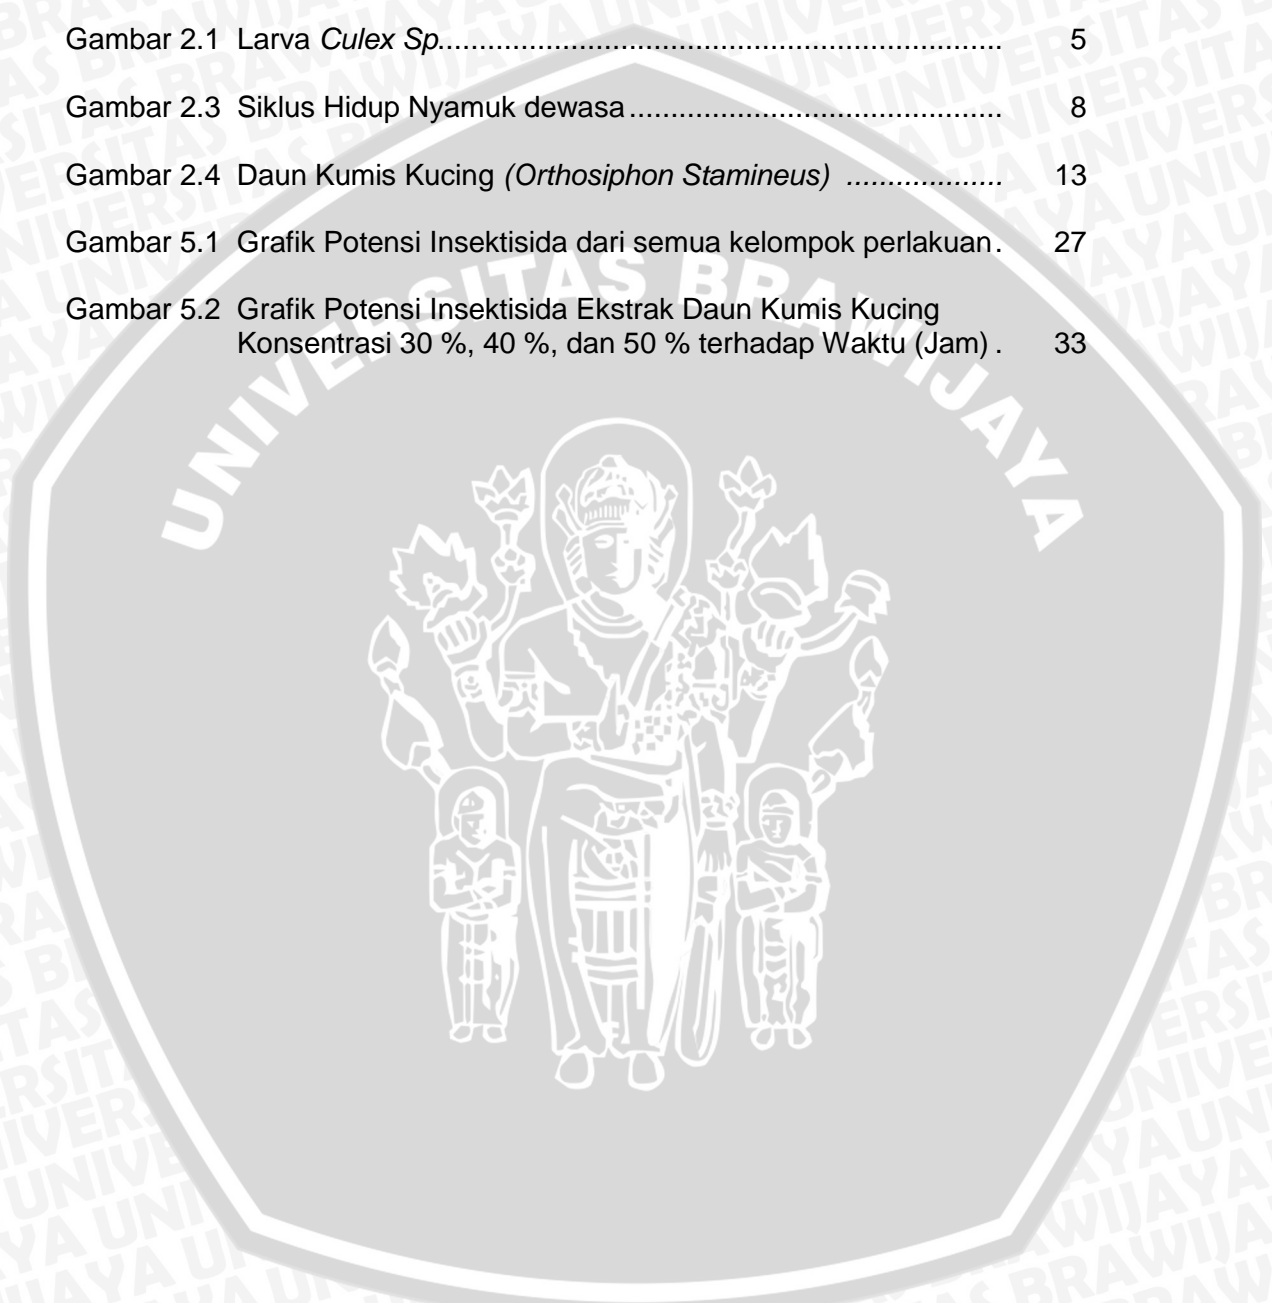 Gambar 2.1 Larva Culex Sp.................................................................... 5
Gambar 2.3 Siklus Hidup Nyamuk dewasa ............................................. 8
Gambar 2.4 Daun Kumis Kucing (Orthosiphon Stamineus) ................... 13
Gambar 5.1 Grafik Potensi Insektisida dari semua kelompok perlakuan . 27
Gambar 5.2 Grafik Potensi Insektisida Ekstrak Daun Kumis Kucing
Konsentrasi 30 %, 40 %, dan 50 % terhadap Waktu (Jam) . 33
UNIVERSITAS BRAWIJAYA